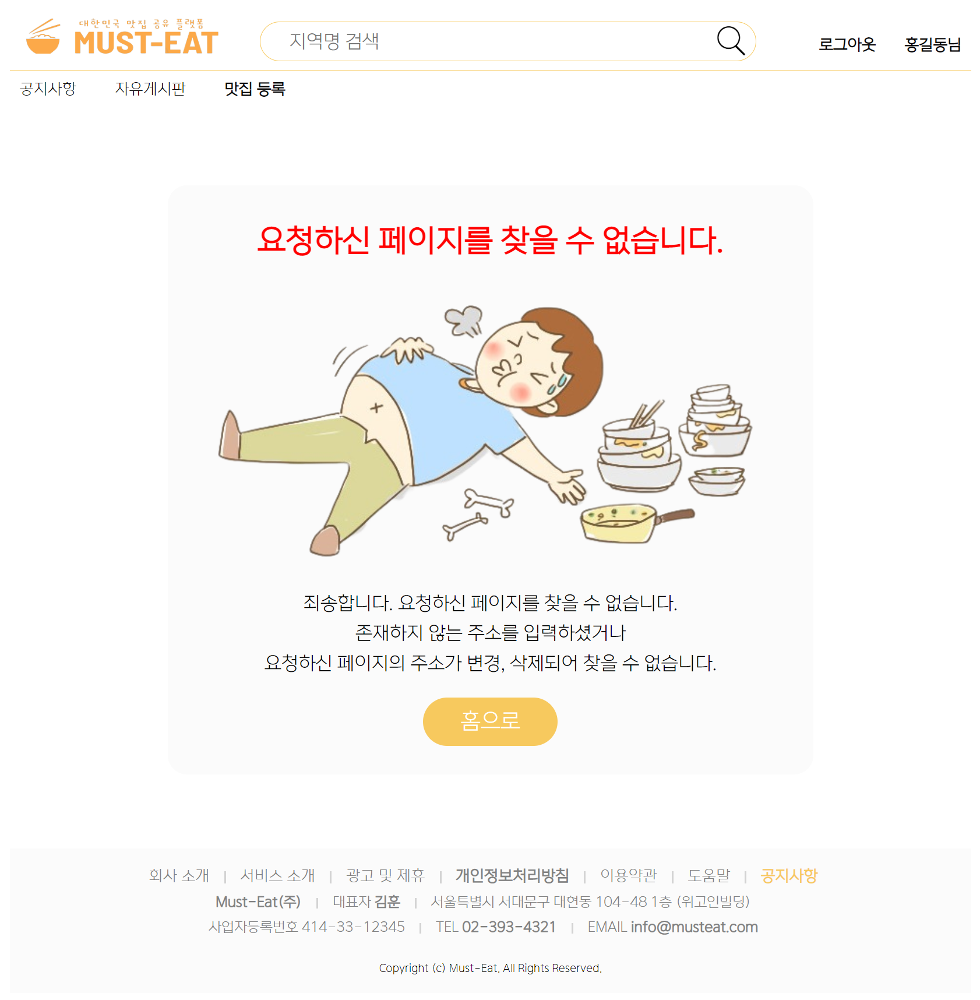 대한민국 맛집 공유 플랫폼
MUST-EAT
지역명 검색
로그아웃 홍길동님
공지사항 자유게시판 맛집 등록
요청하신 페이지를 찾을 수 없습니다.
죄송합니다. 요청하신 페이지를 찾을 수 없습니다.
존재하지 않는 주소를 입력하셨거나
요청하신 페이지의 주소가 변경, 삭제되어 찾을 수 없습니다.
홈으로
회사 소개 | 서비스 소개 | 광고 및 제휴 | 개인정보처리방침 | 이용약관 | 도움말 | 공지사항
Must-Eat(주) | 대표자 김훈 | 서울특별시 서대문구 대현동 104-48 1층 (위고인빌딩)
사업자등록번호 414-33-12345 | TEL 02-393-4321 | EMAIL info@musteat.com
Copyright (c) Must-Eat. All Rights Reserved.